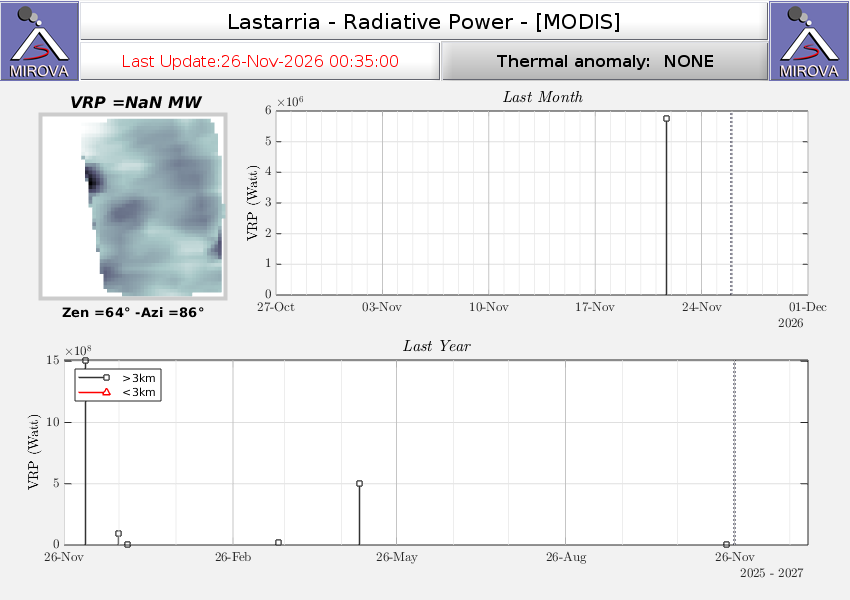 Lastarria - Radiative Power - [MODIS]
MIROVA
Last Update:26-Nov-2026 00:35:00
Thermal anomaly: NONE
MIROVA
VRP =NaN MW
Zen =64° -Azi =86°
Last Month
×10⁶
VRP (Watt)
6
5
4
3
2
1
0
27-Oct
03-Nov
10-Nov
17-Nov
24-Nov
01-Dec
2026
Last Year
×10⁸
VRP (Watt)
15
10
5
0
>3km
<3km
26-Nov
26-Feb
26-May
26-Aug
26-Nov
2025 - 2027